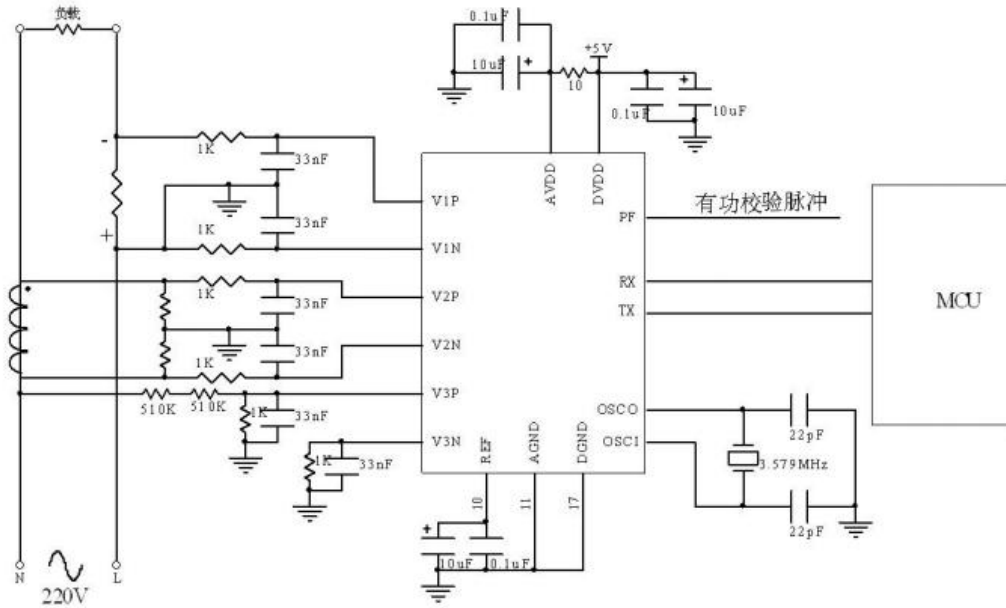 负载
0.1uF
10uF
+
+5V
10
0.1uF
+
10uF
-
+
1K
33nF
33nF
1K
1K
33nF
33nF
1K
510K
510K
1K
33nF
1K
33nF
V1P
V1N
V2P
V2N
V3P
V3N
AVDD
DVDD
PF
RX
TX
OSCO
OSCI
REF
AGND
DGND
10
11
17
有功校验脉冲
MCU
22pF
3.579MHz
22pF
+
10uF
0.1uF
N
L
220V